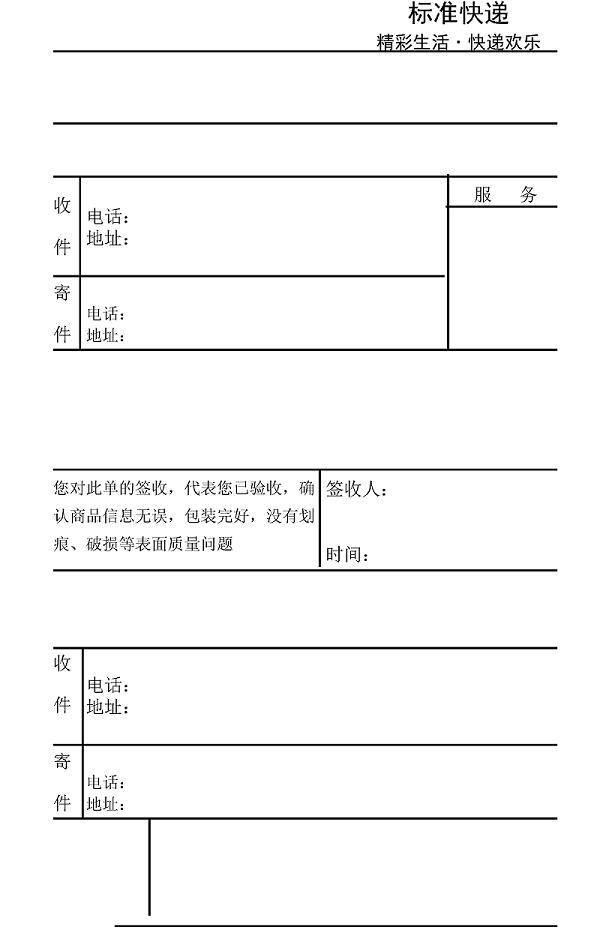 标准快递
精彩生活·快递欢乐
服 务
收
件
电话：
地址：
寄
件
电话：
地址：
您对此单的签收，代表您已验收，确
认商品信息无误，包装完好，没有划
痕、破损等表面质量问题
签收人：
时间：
收
件
电话：
地址：
寄
件
电话：
地址：